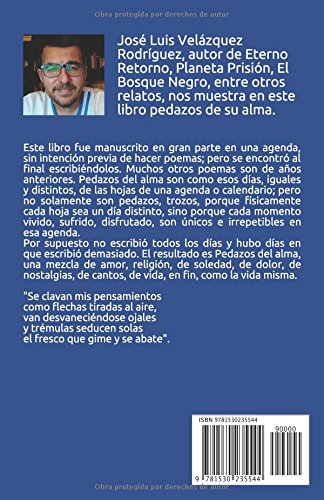 Obra protegida por derechos de autor
José Luis Velázquez
Rodríguez, autor de Eterno
Retorno, Planeta Prisión, El
Bosque Negro, entre otros
relatos, nos muestra en este
libro pedazos de su alma.
Este libro fue manuscrito en gran parte en una agenda,
sin intención previa de hacer poemas; pero se encontró al
final escribiéndolos. Muchos otros poemas son de años
anteriores. Pedazos del alma son como esos días, iguales
y distintos, de las hojas de una agenda o calendario; pero
no solamente son pedazos, trozos, porque físicamente
cada hoja sea un día distinto, sino porque cada momento
vivido, sufrido, disfrutado, son únicos e irrepetibles en
esa agenda.
Por supuesto no escribió todos los días y hubo días en
que escribió demasiado. El resultado es Pedazos del alma,
una mezcla de amor, religión, de soledad, de dolor, de
nostalgias, de cantos, de vida, en fin, como la vida misma.
"Se clavan mis pensamientos
como flechas tiradas al aire,
van desvaneciéndose ojales
y trémulas seducen solas
el fresco que gime y se abate".
ISBN 9781530235544
90000
9 781530 235544
Obra protegida por derechos de autor